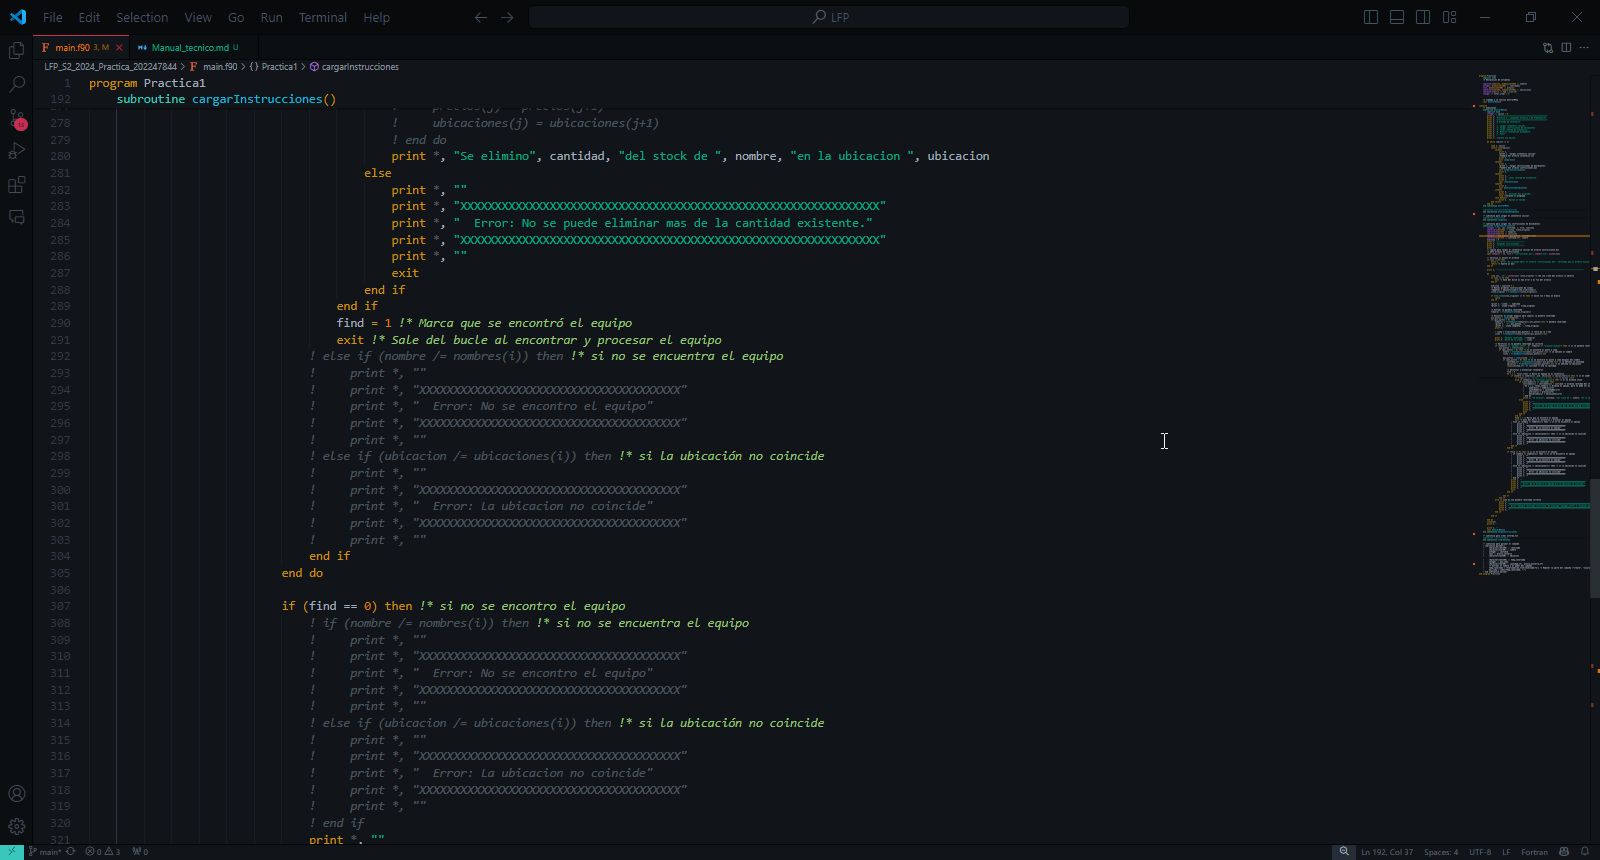 File Edit Selection View Go Run Terminal Help
LFP
main.f90 3, M
Manual_tecnico.md U
LFP_S2_2024_Practica_202247844 > main.f90 > Practica1 > cargarInstrucciones
1 program Practica1
192 subroutine cargarInstrucciones()
278 ! ubicaciones(j) = ubicaciones(j+1)
279 ! end do
280 print *, "Se elimino", cantidad, "del stock de ", nombre, "en la ubicacion ", ubicacion
281 else
282 print *, ""
283 print *, "XXXXXXXXXXXXXXXXXXXXXXXXXXXXXXXXXXXXXXXXXXXXXXXXXXXXXXXXXXXXX"
284 print *, "  Error: No se puede eliminar mas de la cantidad existente."
285 print *, "XXXXXXXXXXXXXXXXXXXXXXXXXXXXXXXXXXXXXXXXXXXXXXXXXXXXXXXXXXXXX"
286 print *, ""
287 exit
288 end if
289 end if
290 find = 1 !* Marca que se encontró el equipo
291 exit !* Sale del bucle al encontrar y procesar el equipo
292 ! else if (nombre /= nombres(i)) then !* si no se encuentra el equipo
293 ! print *, ""
294 ! print *, "XXXXXXXXXXXXXXXXXXXXXXXXXXXXXXXXXXXXXX"
295 ! print *, "  Error: No se encontro el equipo"
296 ! print *, "XXXXXXXXXXXXXXXXXXXXXXXXXXXXXXXXXXXXXX"
297 ! print *, ""
298 ! else if (ubicacion /= ubicaciones(i)) then !* si la ubicación no coincide
299 ! print *, ""
300 ! print *, "XXXXXXXXXXXXXXXXXXXXXXXXXXXXXXXXXXXXXX"
301 ! print *, "  Error: La ubicacion no coincide"
302 ! print *, "XXXXXXXXXXXXXXXXXXXXXXXXXXXXXXXXXXXXXX"
303 ! print *, ""
304 end if
305 end do
306
307 if (find == 0) then !* si no se encontro el equipo
308 ! if (nombre /= nombres(i)) then !* si no se encuentra el equipo
309 ! print *, ""
310 ! print *, "XXXXXXXXXXXXXXXXXXXXXXXXXXXXXXXXXXXXXX"
311 ! print *, "  Error: No se encontro el equipo"
312 ! print *, "XXXXXXXXXXXXXXXXXXXXXXXXXXXXXXXXXXXXXX"
313 ! print *, ""
314 ! else if (ubicacion /= ubicaciones(i)) then !* si la ubicación no coincide
315 ! print *, ""
316 ! print *, "XXXXXXXXXXXXXXXXXXXXXXXXXXXXXXXXXXXXXX"
317 ! print *, "  Error: La ubicacion no coincide"
318 ! print *, "XXXXXXXXXXXXXXXXXXXXXXXXXXXXXXXXXXXXXX"
319 ! print *, ""
320 ! end if
321 print *, ""
main* 0 3 0 Ln 192, Col 37 Spaces: 4 UTF-8 LF Fortran